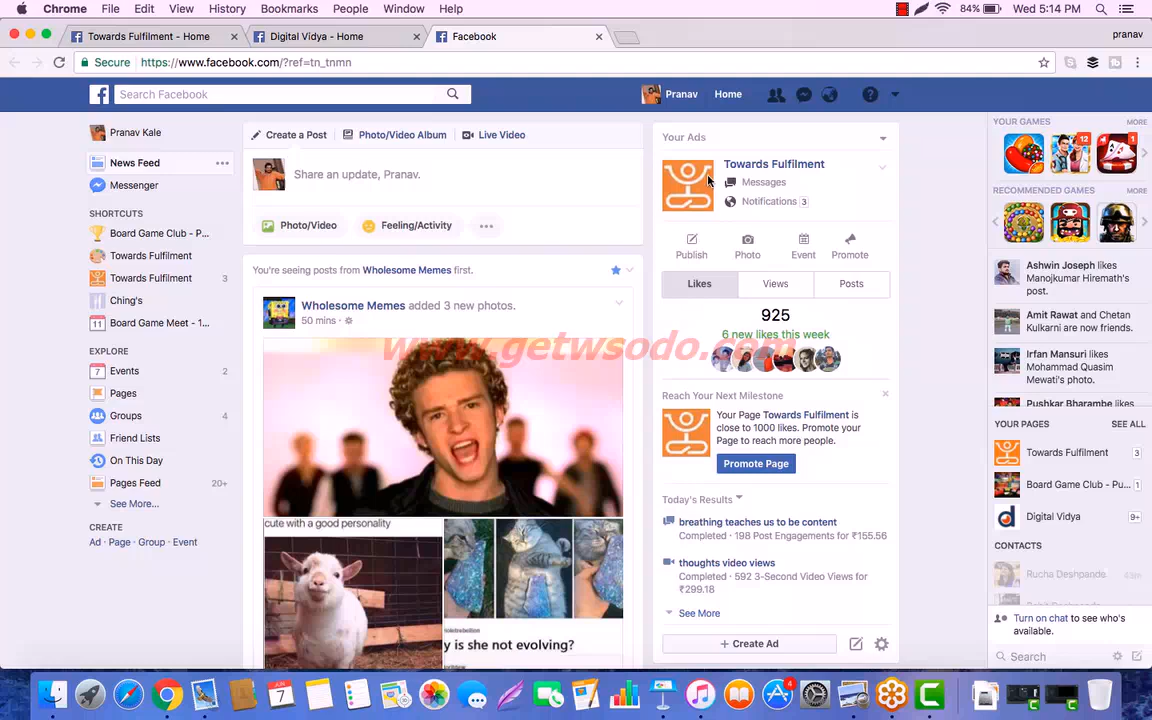 Chrome File Edit View History Bookmarks People Window Help 84% Wed 5:14 PM
Towards Fulfilment - Home Digital Vidya - Home Facebook pranav
Secure https://www.facebook.com/?ref=tn_tnmn
Search Facebook Pranav Home
Pranav Kale
News Feed
Messenger
SHORTCUTS
Board Game Club - P...
Towards Fulfilment
Towards Fulfilment 3
Ching's
Board Game Meet - 1...
EXPLORE
Events 2
Pages
Groups 4
Friend Lists
On This Day
Pages Feed 20+
See More...
CREATE
Ad · Page · Group · Event
Create a Post Photo/Video Album Live Video
Share an update, Pranav.
Photo/Video Feeling/Activity
You're seeing posts from Wholesome Memes first.
Wholesome Memes added 3 new photos.
50 mins ·
www.getwsodo.com
cute with a good personality
y is she not evolving?
Your Ads
Towards Fulfilment
Messages
Notifications 3
Publish Photo Event Promote
Likes Views Posts
925
6 new likes this week
Reach Your Next Milestone
Your Page Towards Fulfilment is
close to 1000 likes. Promote your
Page to reach more people.
Promote Page
Today's Results
breathing teaches us to be content
Completed · 198 Post Engagements for ₹155.56
thoughts video views
Completed · 592 3-Second Video Views for
₹299.18
See More
+ Create Ad
YOUR GAMES MORE
12 1
RECOMMENDED GAMES MORE
Ashwin Joseph likes
Manojkumar Hiremath's
post.
Amit Rawat and Chetan
Kulkarni are now friends.
Irfan Mansuri likes
Mohammad Quasim
Mewati's photo.
Pushkar Bharambe likes
YOUR PAGES SEE ALL
Towards Fulfilment 3
Board Game Club - Pu... 1
Digital Vidya 9+
CONTACTS
Rucha Deshpande 43m
Turn on chat to see who's
available.
Search
7
4